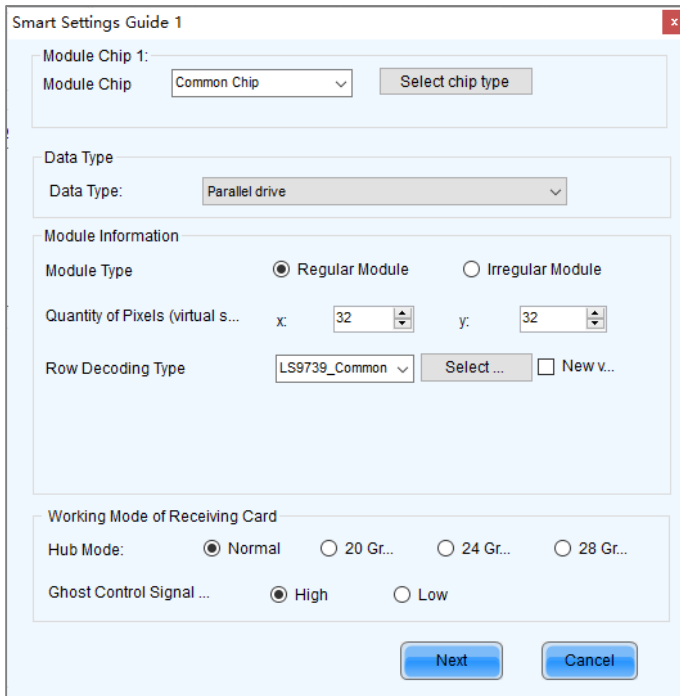 Smart Settings Guide 1
x
Module Chip 1:
Module Chip Common Chip Select chip type
Data Type
Data Type: Parallel drive
Module Information
Module Type Regular Module Irregular Module
Quantity of Pixels (virtual s... x: 32 y: 32
Row Decoding Type LS9739_Common Select ... New v...
Working Mode of Receiving Card
Hub Mode: Normal 20 Gr... 24 Gr... 28 Gr...
Ghost Control Signal ... High Low
Next Cancel